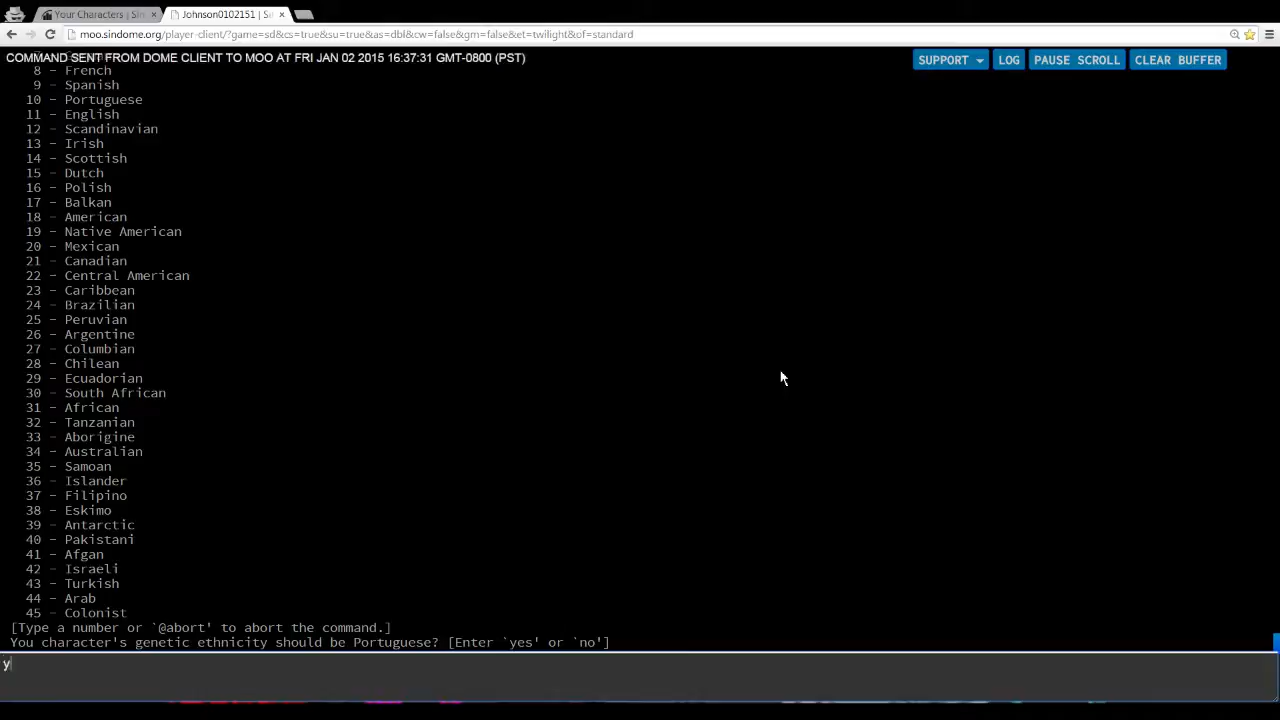 Your Characters | Sin
Johnson0102151 | Si
moo.sindome.org/player-client/?game=sd&cs=true&su=true&as=dbl&cw=false&gm=false&et=twilight&of=standard
COMMAND SENT FROM DOME CLIENT TO MOO AT FRI JAN 02 2015 16:37:31 GMT-0800 (PST)
SUPPORT LOG PAUSE SCROLL CLEAR BUFFER
8 - French
9 - Spanish
10 - Portuguese
11 - English
12 - Scandinavian
13 - Irish
14 - Scottish
15 - Dutch
16 - Polish
17 - Balkan
18 - American
19 - Native American
20 - Mexican
21 - Canadian
22 - Central American
23 - Caribbean
24 - Brazilian
25 - Peruvian
26 - Argentine
27 - Columbian
28 - Chilean
29 - Ecuadorian
30 - South African
31 - African
32 - Tanzanian
33 - Aborigine
34 - Australian
35 - Samoan
36 - Islander
37 - Filipino
38 - Eskimo
39 - Antarctic
40 - Pakistani
41 - Afgan
42 - Israeli
43 - Turkish
44 - Arab
45 - Colonist
[Type a number or `@abort' to abort the command.]
You character's genetic ethnicity should be Portuguese? [Enter `yes' or `no']
y